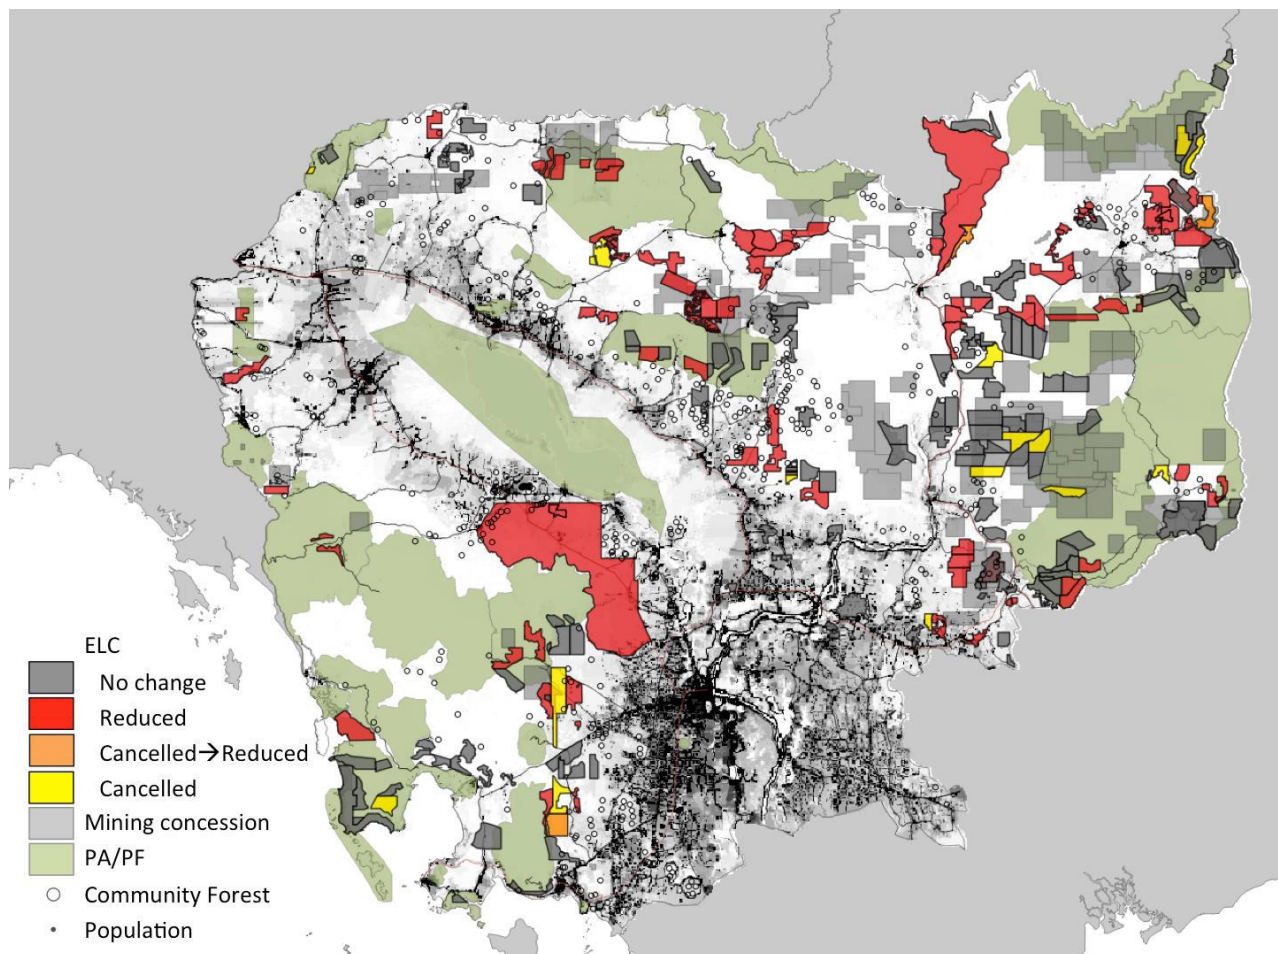 ELC
No change
Reduced
Cancelled→Reduced
Cancelled
Mining concession
PA/PF
Community Forest
Population